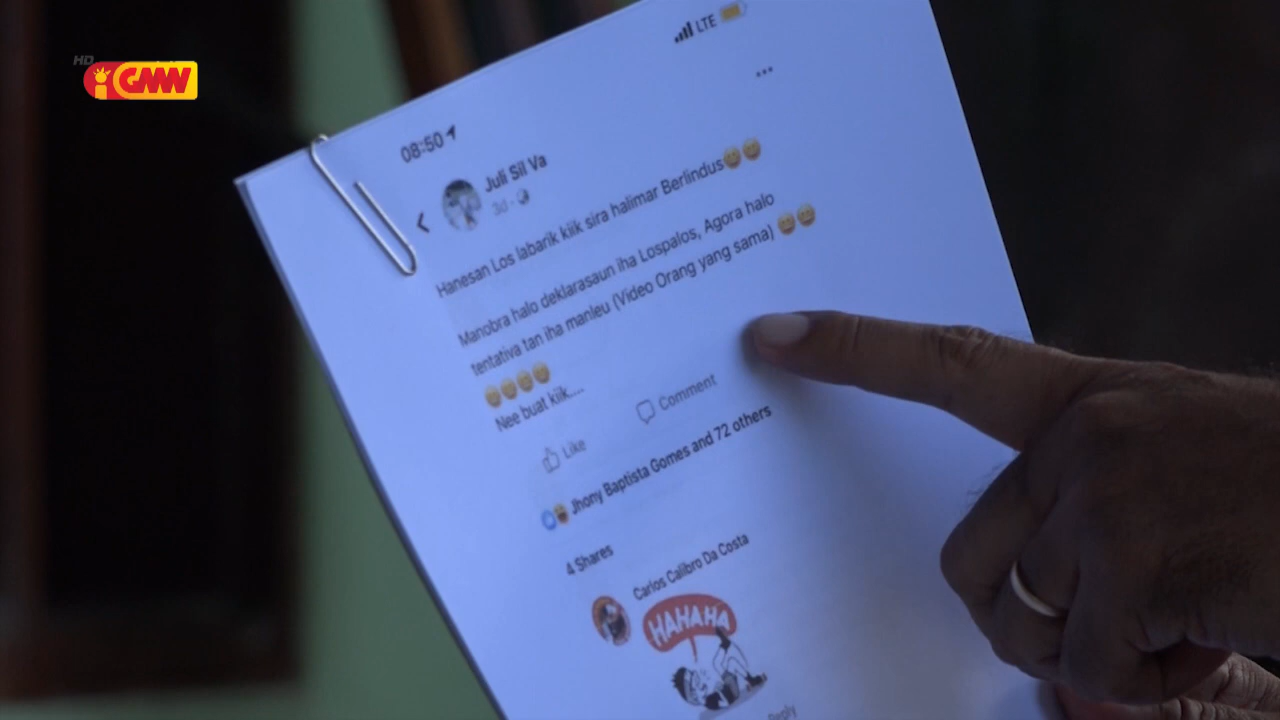 HD
GMN
LTE
08:50
Juli Sil Va
3d
Hanesan Los labarik kiik sira halimar Berlindus
Manobra halo deklarasaun iha Lospalos, Agora halo
tentativa tan iha manleu (Video Orang yang sama)
Nee buat kiik....
Like
Comment
Jhony Baptista Gomes and 72 others
4 Shares
Carlos Calibro Da Costa
HAHAHA
Reply